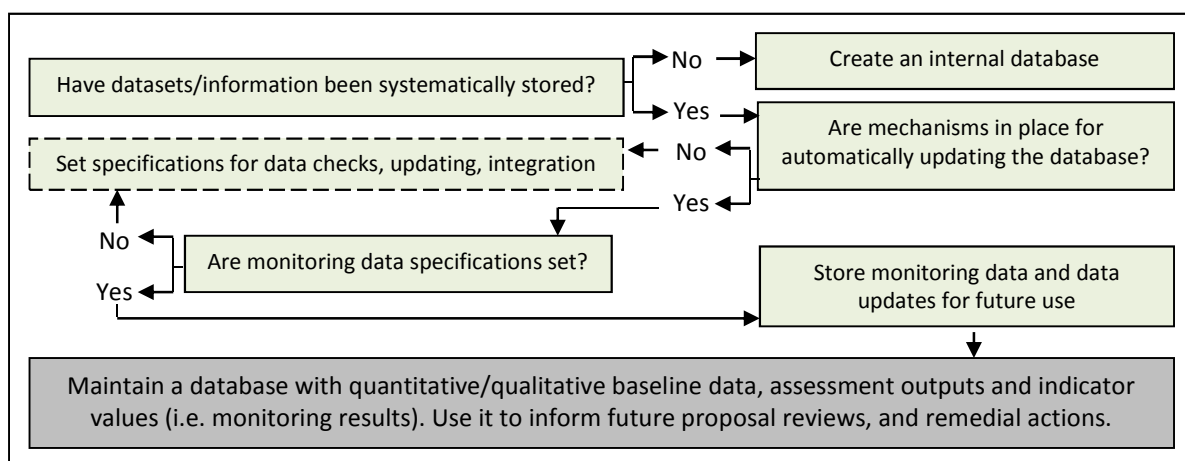 Have datasets/information been systematically stored?
No
Create an internal database
Yes
Are mechanisms in place for
automatically updating the database?
No
Set specifications for data checks, updating, integration
Yes
Are monitoring data specifications set?
No
Yes
Store monitoring data and data
updates for future use
Maintain a database with quantitative/qualitative baseline data, assessment outputs and indicator
values (i.e. monitoring results). Use it to inform future proposal reviews, and remedial actions.